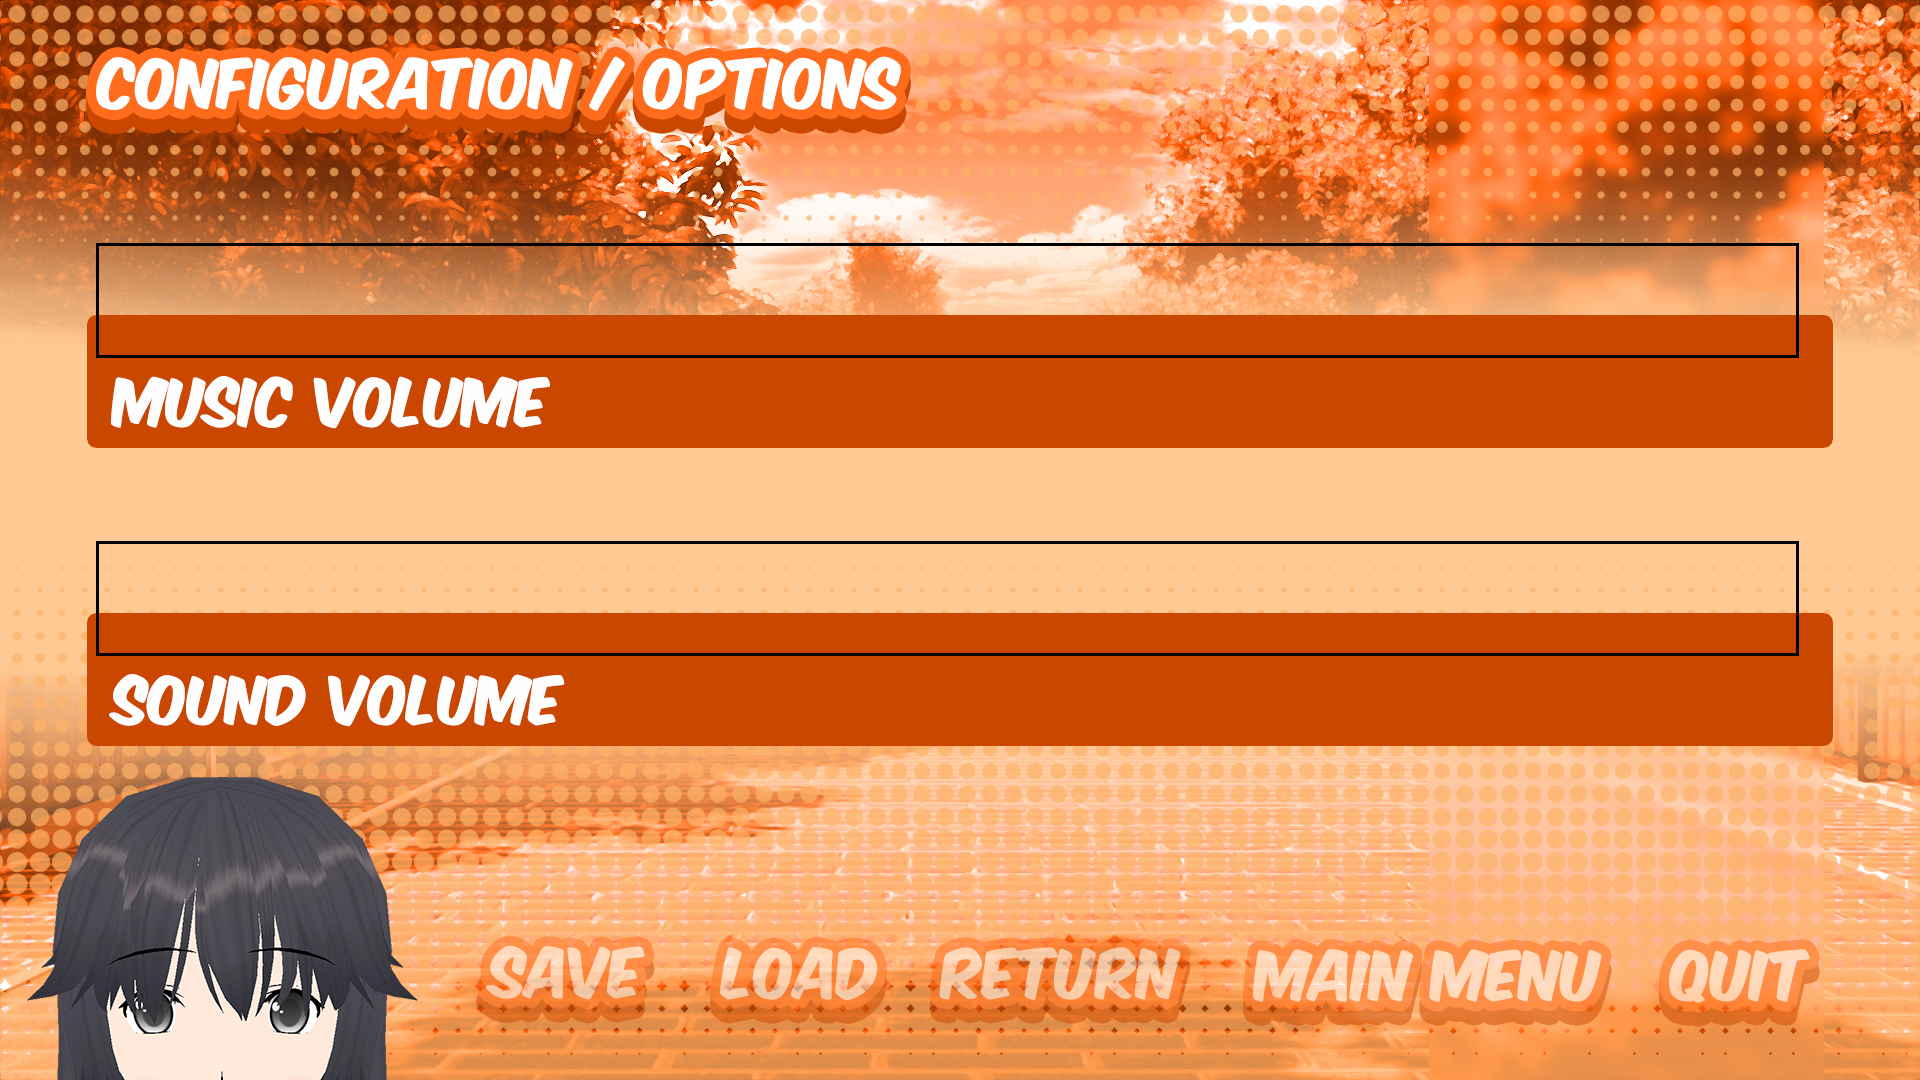 CONFIGURATION / OPTIONS
MUSIC VOLUME
SOUND VOLUME
SAVE LOAD RETURN MAIN MENU QUIT